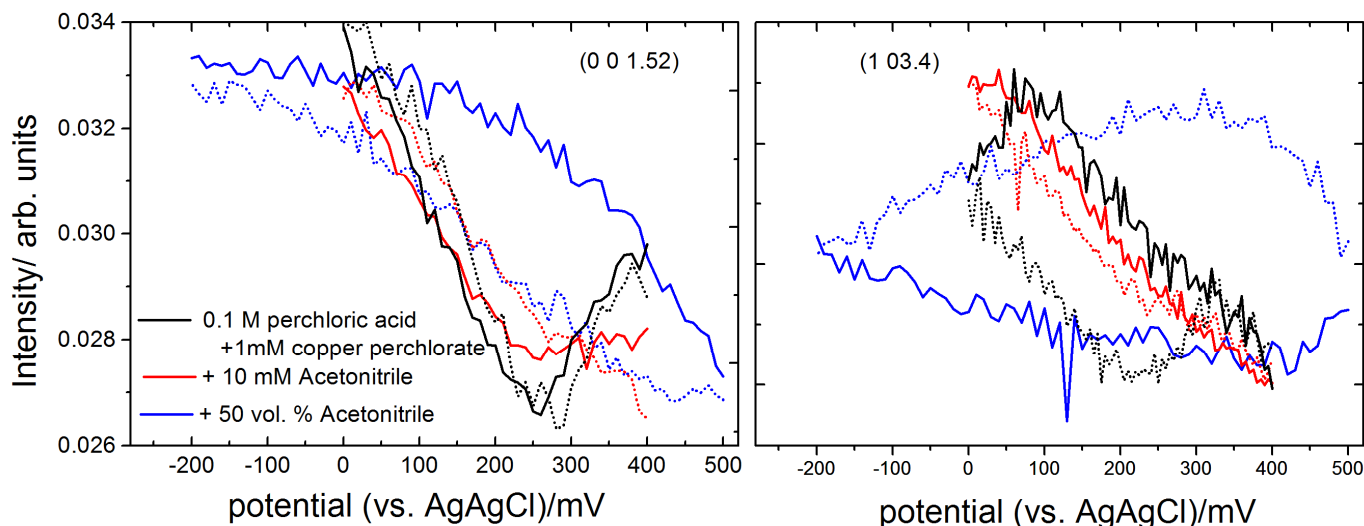 0.034
0.032
0.030
0.028
0.026
Intensity/ arb. units
(0 0 1.52)
0.1 M perchloric acid
+1mM copper perchlorate
+ 10 mM Acetonitrile
+ 50 vol. % Acetonitrile
-200 -100 0 100 200 300 400 500
potential (vs. AgAgCl)/mV
(1 03.4)
-200 -100 0 100 200 300 400 500
potential (vs. AgAgCl)/mV